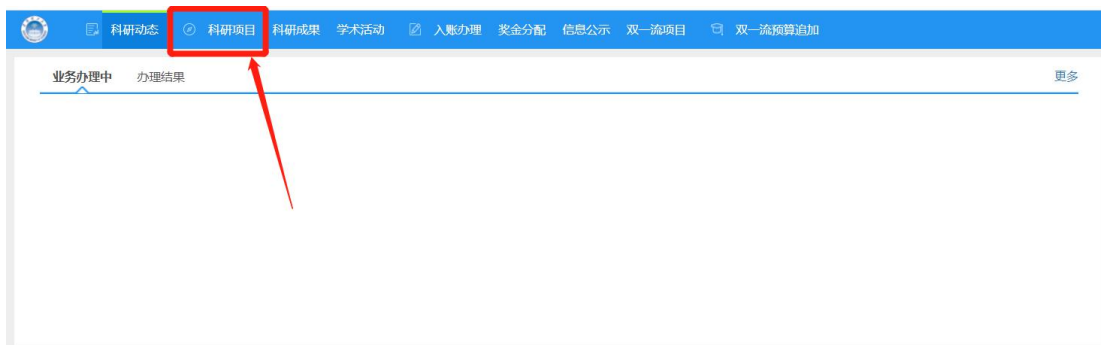 科研动态 科研项目 科研成果 学术活动 入账办理 奖金分配 信息公示 双一流项目 双一流预算追加
业务办理中 办理结果 更多